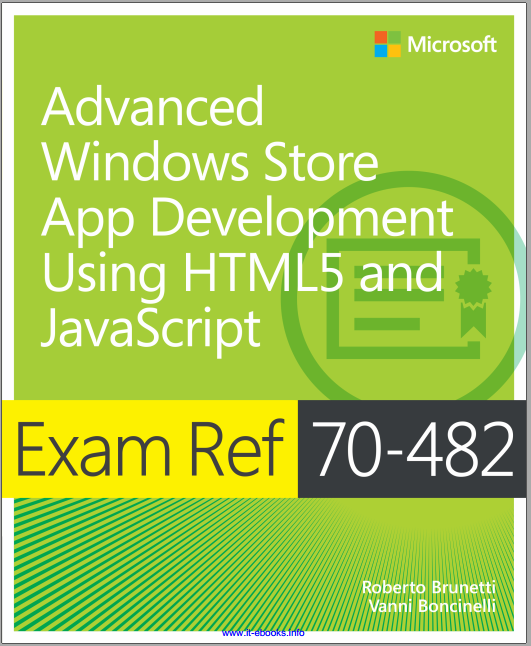 Microsoft
Advanced
Windows Store
App Development
Using HTML5 and
JavaScript
Exam Ref 70-482
Roberto Brunetti
Vanni Boncinelli
www.it-ebooks.info